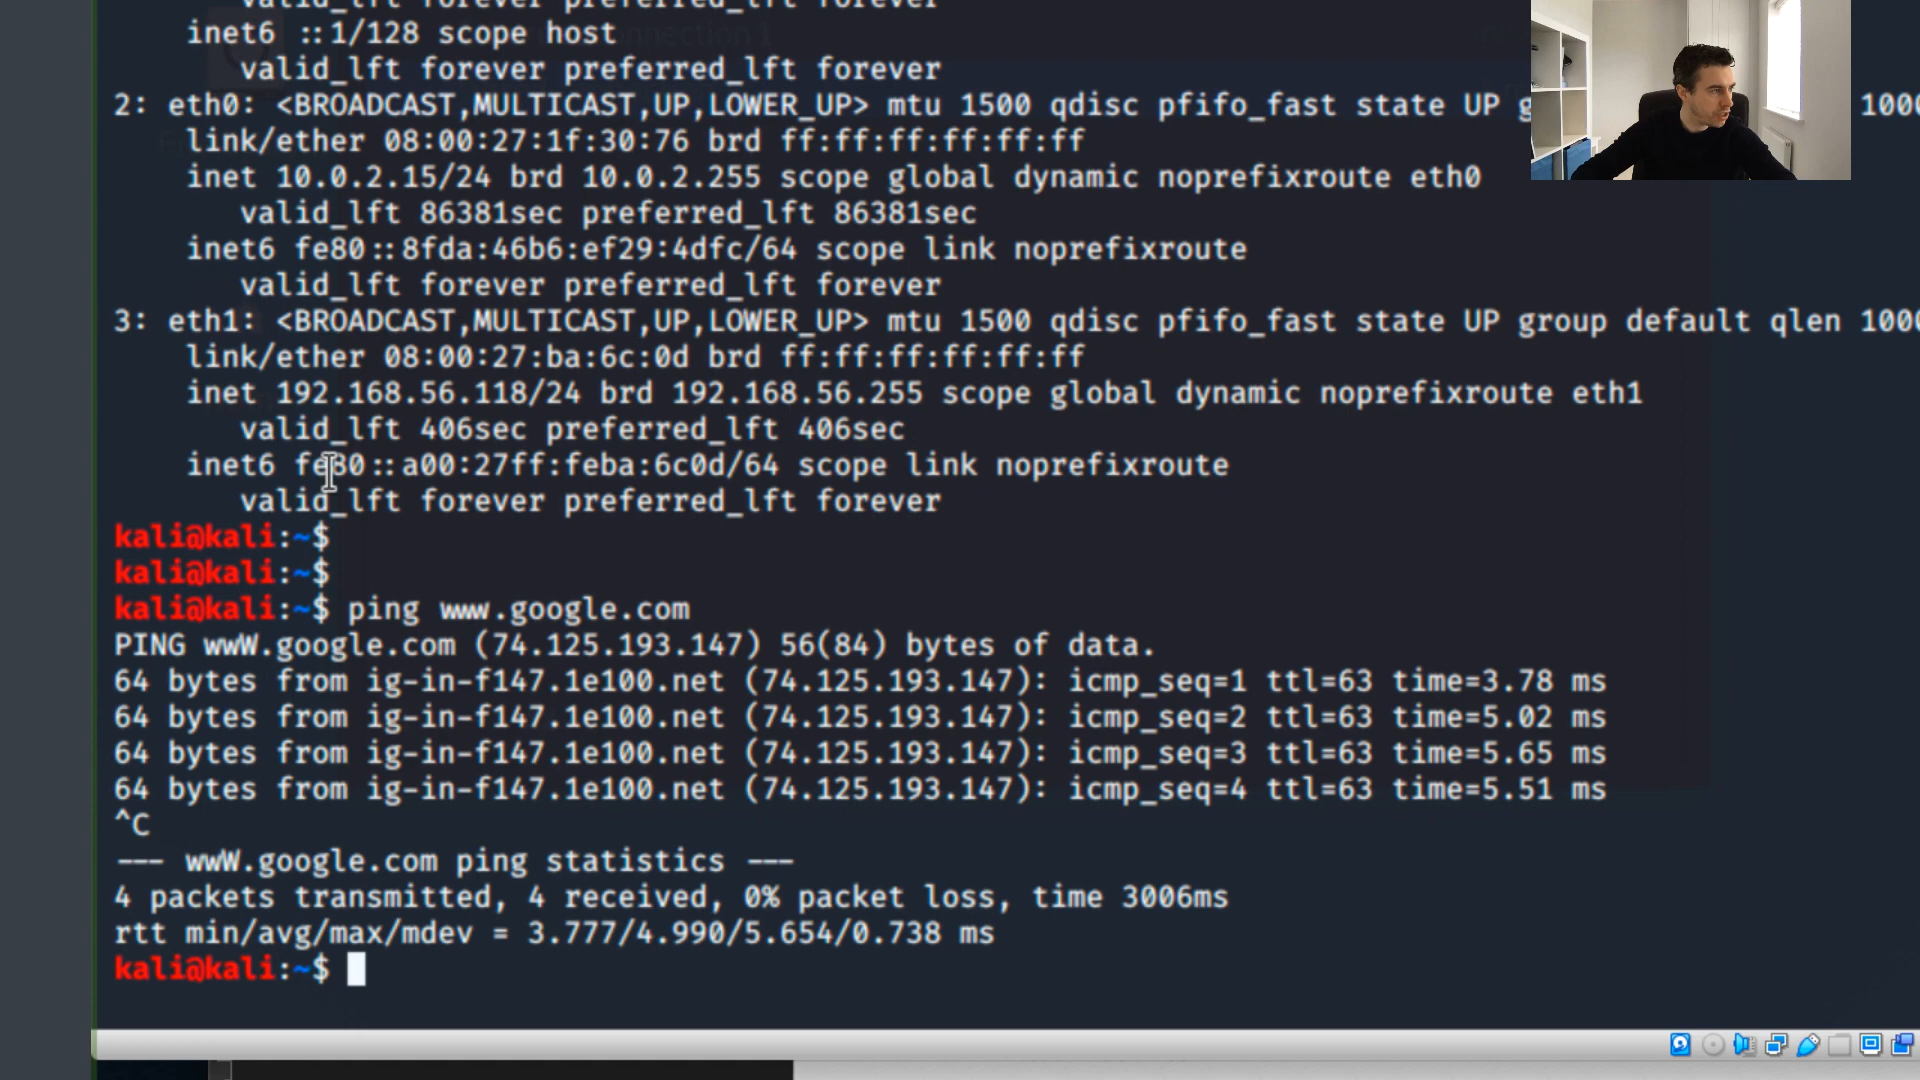 valid_lft forever preferred_lft forever
inet6 ::1/128 scope host
valid_lft forever preferred_lft forever
2: eth0: <BROADCAST,MULTICAST,UP,LOWER_UP> mtu 1500 qdisc pfifo_fast state UP g 1000
link/ether 08:00:27:1f:30:76 brd ff:ff:ff:ff:ff:ff
inet 10.0.2.15/24 brd 10.0.2.255 scope global dynamic noprefixroute eth0
valid_lft 86381sec preferred_lft 86381sec
inet6 fe80::8fda:46b6:ef29:4dfc/64 scope link noprefixroute
valid_lft forever preferred_lft forever
3: eth1: <BROADCAST,MULTICAST,UP,LOWER_UP> mtu 1500 qdisc pfifo_fast state UP group default qlen 1000
link/ether 08:00:27:ba:6c:0d brd ff:ff:ff:ff:ff:ff
inet 192.168.56.118/24 brd 192.168.56.255 scope global dynamic noprefixroute eth1
valid_lft 406sec preferred_lft 406sec
inet6 fe80::a00:27ff:feba:6c0d/64 scope link noprefixroute
valid_lft forever preferred_lft forever
kali@kali:~$
kali@kali:~$
kali@kali:~$ ping www.google.com
PING wwW.google.com (74.125.193.147) 56(84) bytes of data.
64 bytes from ig-in-f147.1e100.net (74.125.193.147): icmp_seq=1 ttl=63 time=3.78 ms
64 bytes from ig-in-f147.1e100.net (74.125.193.147): icmp_seq=2 ttl=63 time=5.02 ms
64 bytes from ig-in-f147.1e100.net (74.125.193.147): icmp_seq=3 ttl=63 time=5.65 ms
64 bytes from ig-in-f147.1e100.net (74.125.193.147): icmp_seq=4 ttl=63 time=5.51 ms
^C
--- wwW.google.com ping statistics ---
4 packets transmitted, 4 received, 0% packet loss, time 3006ms
rtt min/avg/max/mdev = 3.777/4.990/5.654/0.738 ms
kali@kali:~$